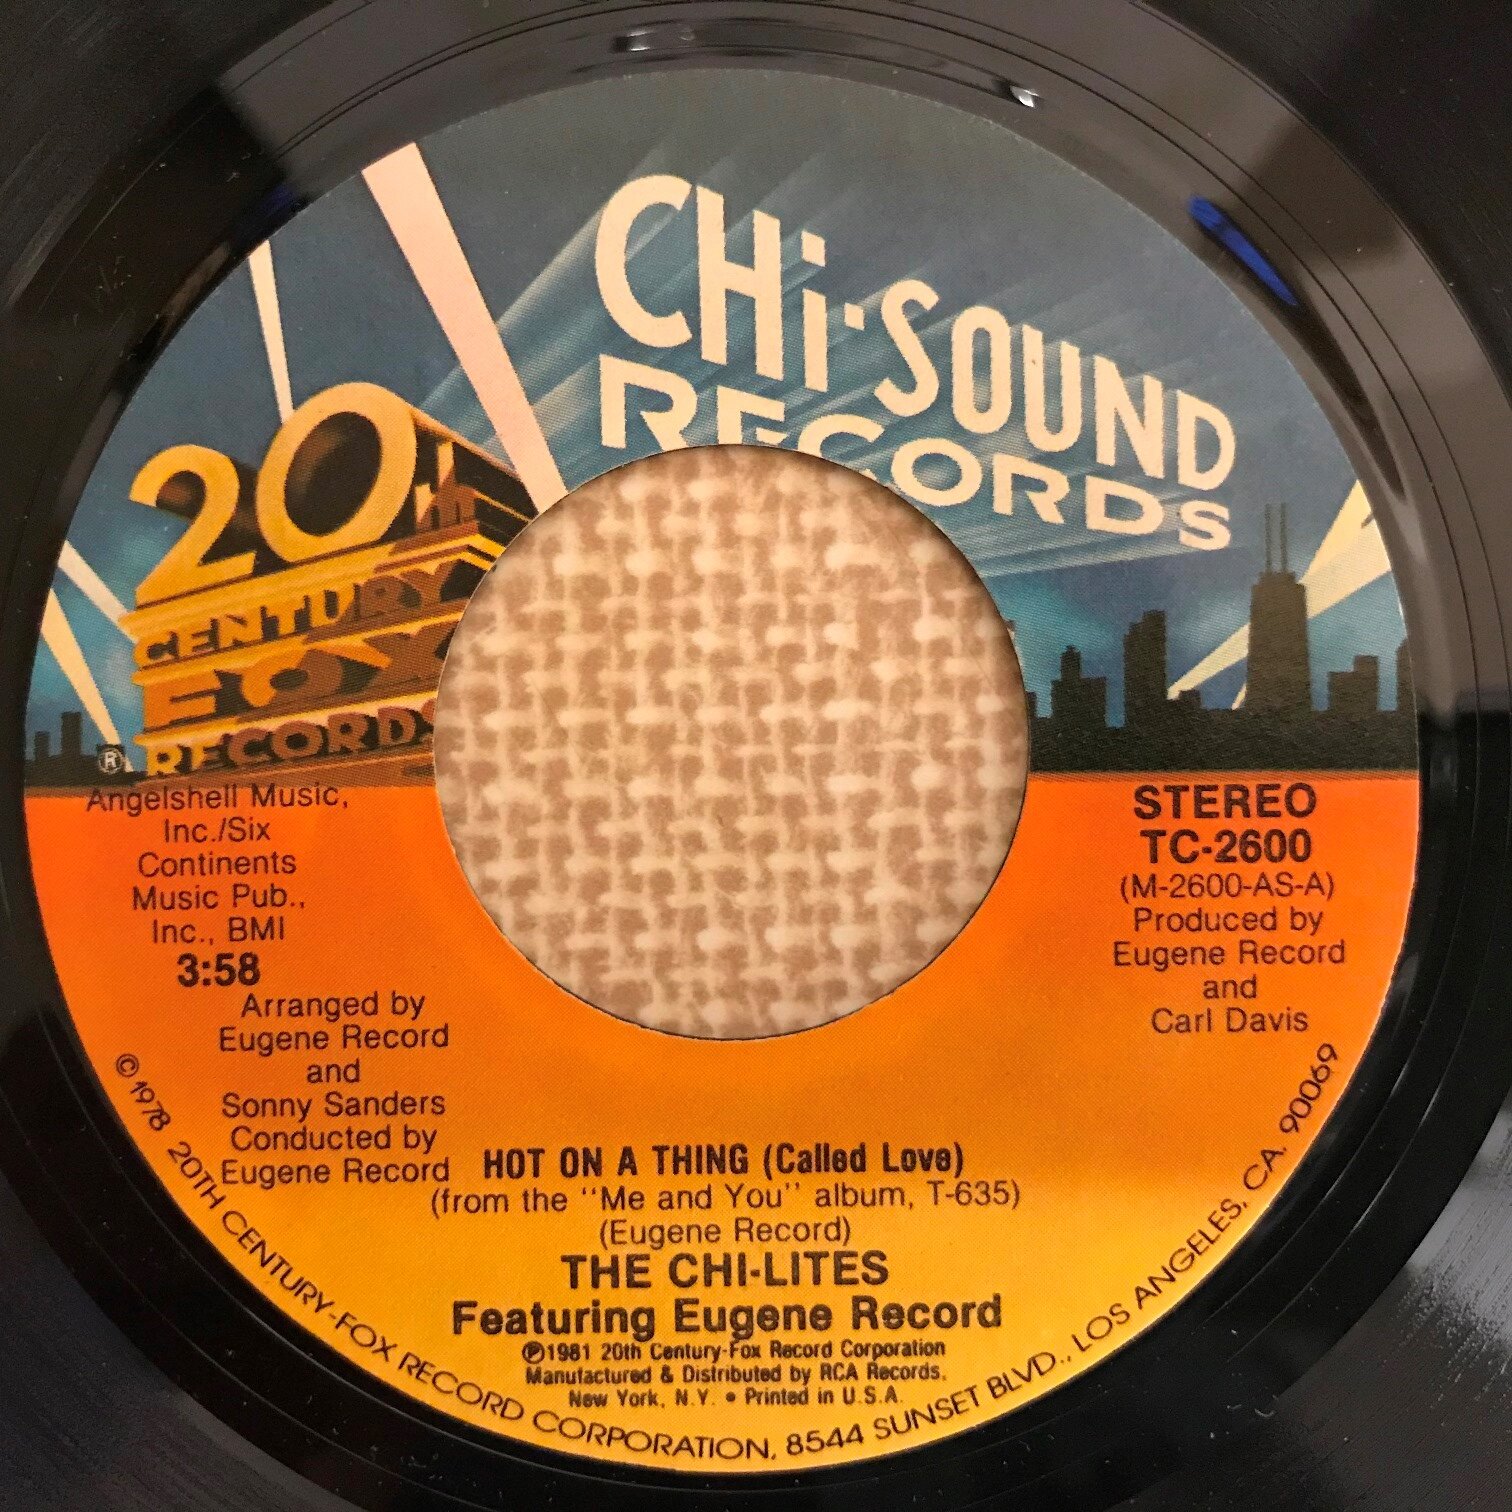 CHi-SOUND
RECORDS
20
th
CENTURY
FOX
RECORDS
®
Angelshell Music,
Inc./Six
Continents
Music Pub.,
Inc., BMI
3:58
Arranged by
Eugene Record
and
Sonny Sanders
Conducted by
Eugene Record
STEREO
TC-2600
(M-2600-AS-A)
Produced by
Eugene Record
and
Carl Davis
HOT ON A THING (Called Love)
(from the "Me and You" album, T-635)
(Eugene Record)
THE CHI-LITES
Featuring Eugene Record
Ⓟ1981 20th Century-Fox Record Corporation
Manufactured & Distributed by RCA Records,
New York, N.Y. • Printed in U.S.A.
©1978 20TH CENTURY-FOX RECORD CORPORATION, 8544 SUNSET BLVD., LOS ANGELES, CA. 90069